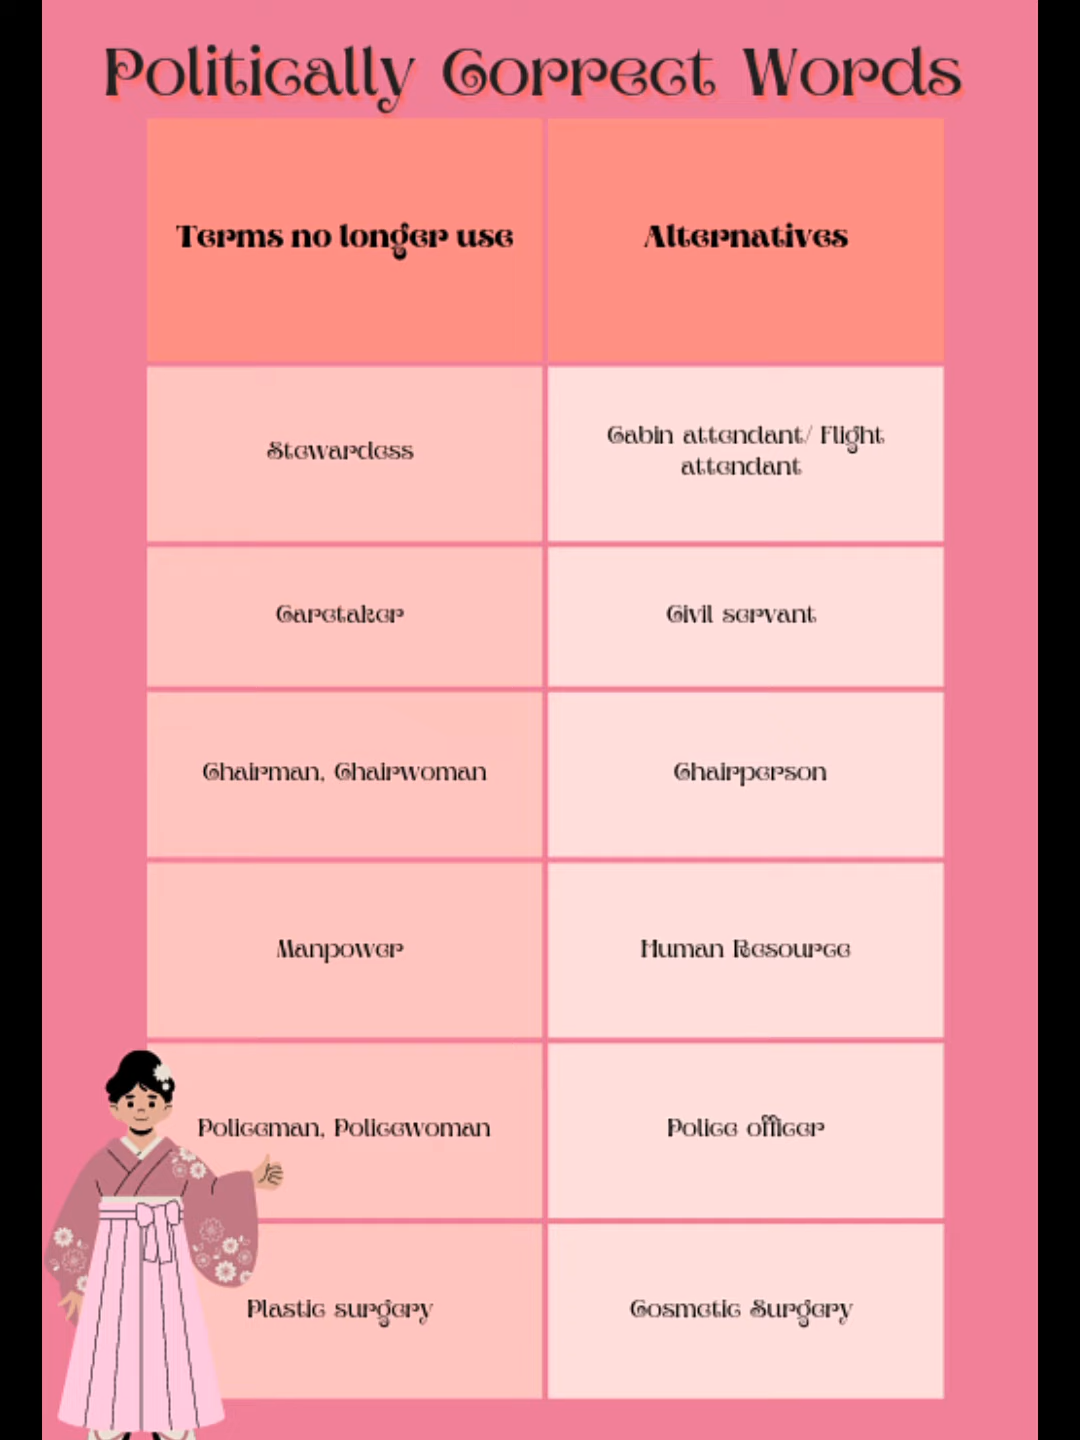 Politically Correct Words
Terms no longer use
Alternatives
Stewardess
Cabin attendant/ Flight
attendant
Caretaker
Civil servant
Chairman, Chairwoman
Chairperson
Manpower
Human Resource
Policeman, Policewoman
Police officer
Plastic surgery
Cosmetic Surgery